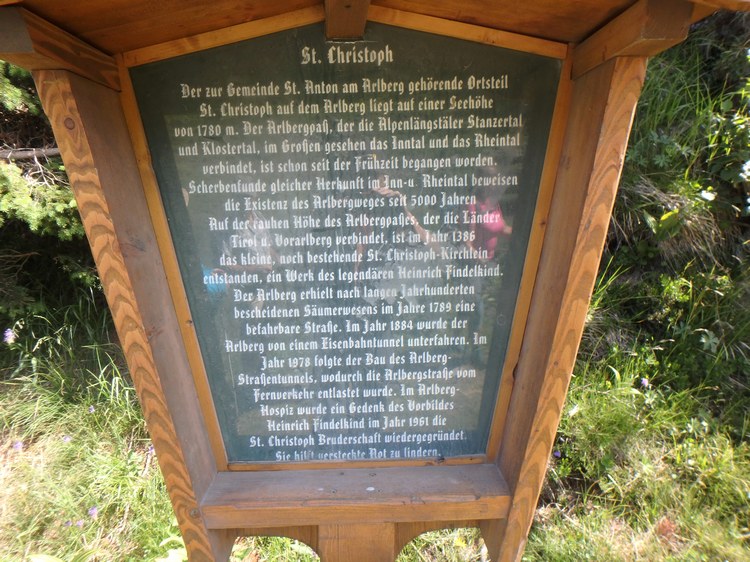 St. Christoph
Der zur Gemeinde St. Anton am Arlberg gehörende Ortsteil
St. Christoph auf dem Arlberg liegt auf einer Seehöhe
von 1780 m. Der Arlbergpaß, der die Alpenlängstäler Stanzertal
und Klostertal, im Großen gesehen das Inntal und das Rheintal
verbindet, ist schon seit der Frühzeit begangen worden.
Scherbenfunde gleicher Herkunft im Inn-u. Rheintal beweisen
die Existenz des Arlbergweges seit 5000 Jahren
Auf der rauhen Höhe des Arlbergpaßes, der die Länder
Tirol u. Vorarlberg verbindet, ist im Jahr 1386
das kleine, noch bestehende St. Christoph-Kirchlein
entstanden, ein Werk des legendären Heinrich Findelkind.
Der Arlberg erhielt nach langen Jahrhunderten
bescheidenen Säumerwesens im Jahre 1789 eine
befahrbare Straße. Im Jahr 1884 wurde der
Arlberg von einem Eisenbahntunnel unterfahren. Im
Jahr 1978 folgte der Bau des Arlberg-
Straßentunnels, wodurch die Arlbergstraße vom
Fernverkehr entlastet wurde. Im Arlberg-
Hospiz wurde ein Gedenk des Vorbildes
Heinrich Findelkind im Jahr 1961 die
St. Christoph Bruderschaft wiedergegründet.
Sie hilft versteckte Not zu lindern.